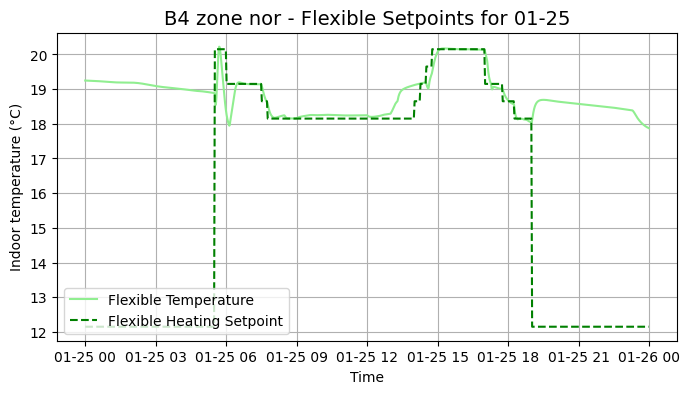 B4 zone nor - Flexible Setpoints for 01-25
Indoor temperature (°C)
20
19
18
17
16
15
14
13
12
Flexible Temperature
Flexible Heating Setpoint
01-25 00 01-25 03 01-25 06 01-25 09 01-25 12 01-25 15 01-25 18 01-25 21 01-26 00
Time